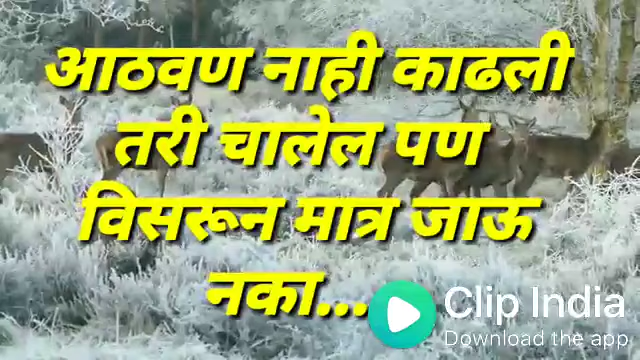 आठवण नाही काढली
तरी चालेल पण
विसरून मात्र जाऊ
नका...
Clip India
Download the app